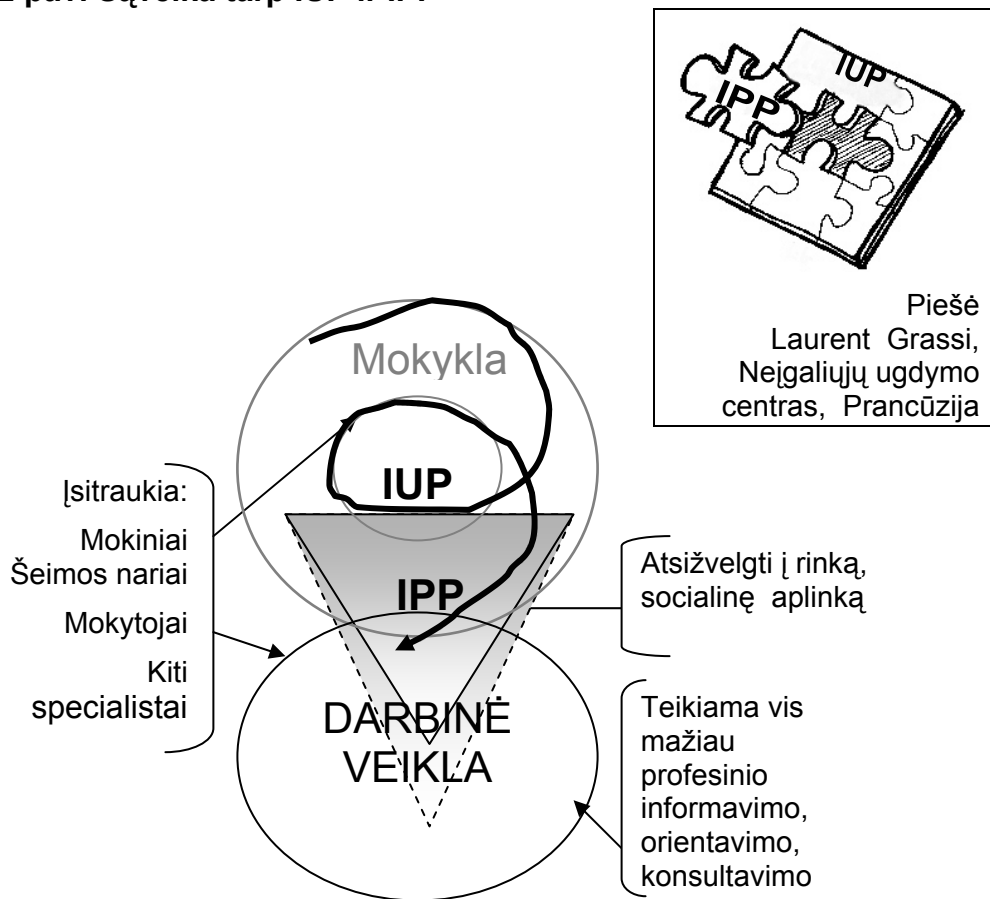 IUP
IPP
Piešė
Laurent Grassi,
Neįgaliųjų ugdymo
centras, Prancūzija
Mokykla
IUP
IPP
Įsitraukia:
Mokiniai
Šeimos nariai
Mokytojai
Kiti
specialistai
Atsižvelgti į rinką,
socialinę aplinką
DARBINĖ
VEIKLA
Teikiama vis
mažiau
profesinio
informavimo,
orientavimo,
konsultavimo